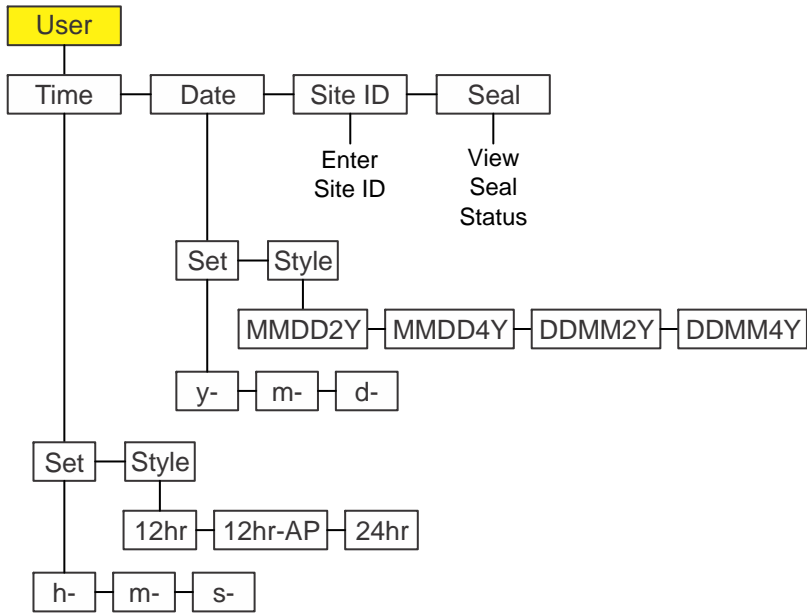 User
Time Date Site ID Seal
Enter
Site ID
View
Seal
Status
Set Style
MMDD2Y MMDD4Y DDMM2Y DDMM4Y
y- m- d-
Set Style
12hr 12hr-AP 24hr
h- m- s-